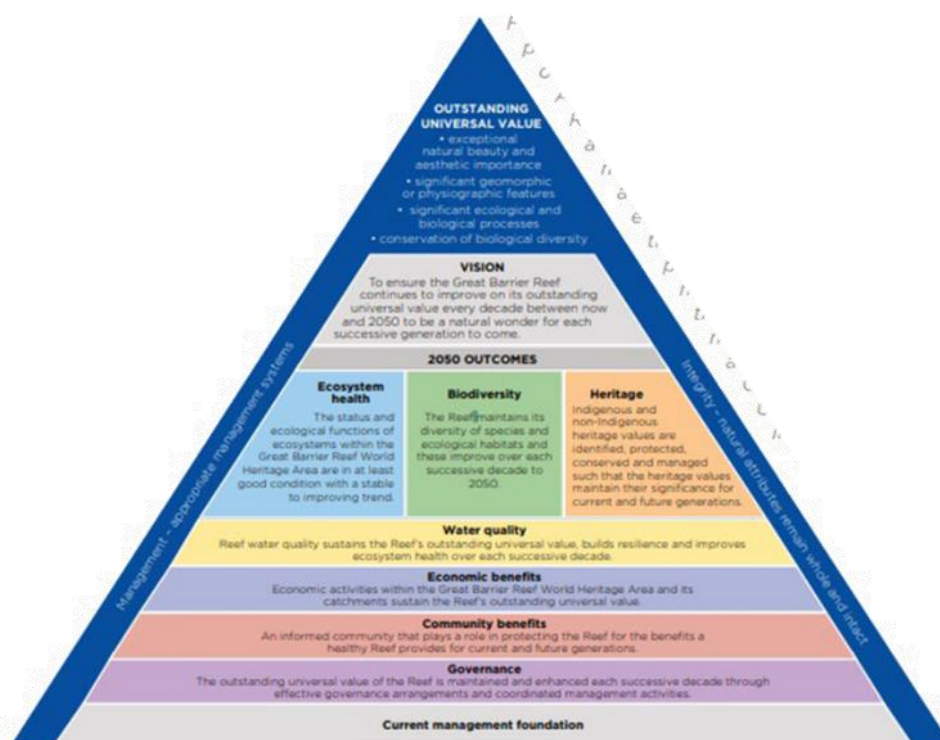 OUTSTANDING
UNIVERSAL VALUE
• exceptional
natural beauty and
aesthetic importance
• significant geomorphic
or physiographic features
• significant ecological and
biological processes
• conservation of biological diversity
VISION
To ensure the Great Barrier Reef
continues to improve on its outstanding
universal value every decade between now
and 2050 to be a natural wonder for each
successive generation to come.
2050 OUTCOMES
Ecosystem
health
The status and
ecological functions of
ecosystems within the
Great Barrier Reef World
Heritage Area are in at least
good condition with a stable
to improving trend.
Biodiversity
The Reef maintains its
diversity of species and
ecological habitats and
these improve over each
successive decade to
2050.
Heritage
Indigenous and
non-Indigenous
heritage values are
identified, protected,
conserved and managed
such that the heritage values
maintain their significance for
current and future generations.
Water quality
Reef water quality sustains the Reef's outstanding universal value, builds resilience and improves
ecosystem health over each successive decade.
Economic benefits
Economic activities within the Great Barrier Reef World Heritage Area and its
catchments sustain the Reef's outstanding universal value.
Community benefits
An informed community that plays a role in protecting the Reef for the benefits a
healthy Reef provides for current and future generations.
Governance
The outstanding universal value of the Reef is maintained and enhanced each successive decade through
effective governance arrangements and coordinated management activities.
Current management foundation
Management – appropriate management systems
Integrity – natural attributes remain whole and intact